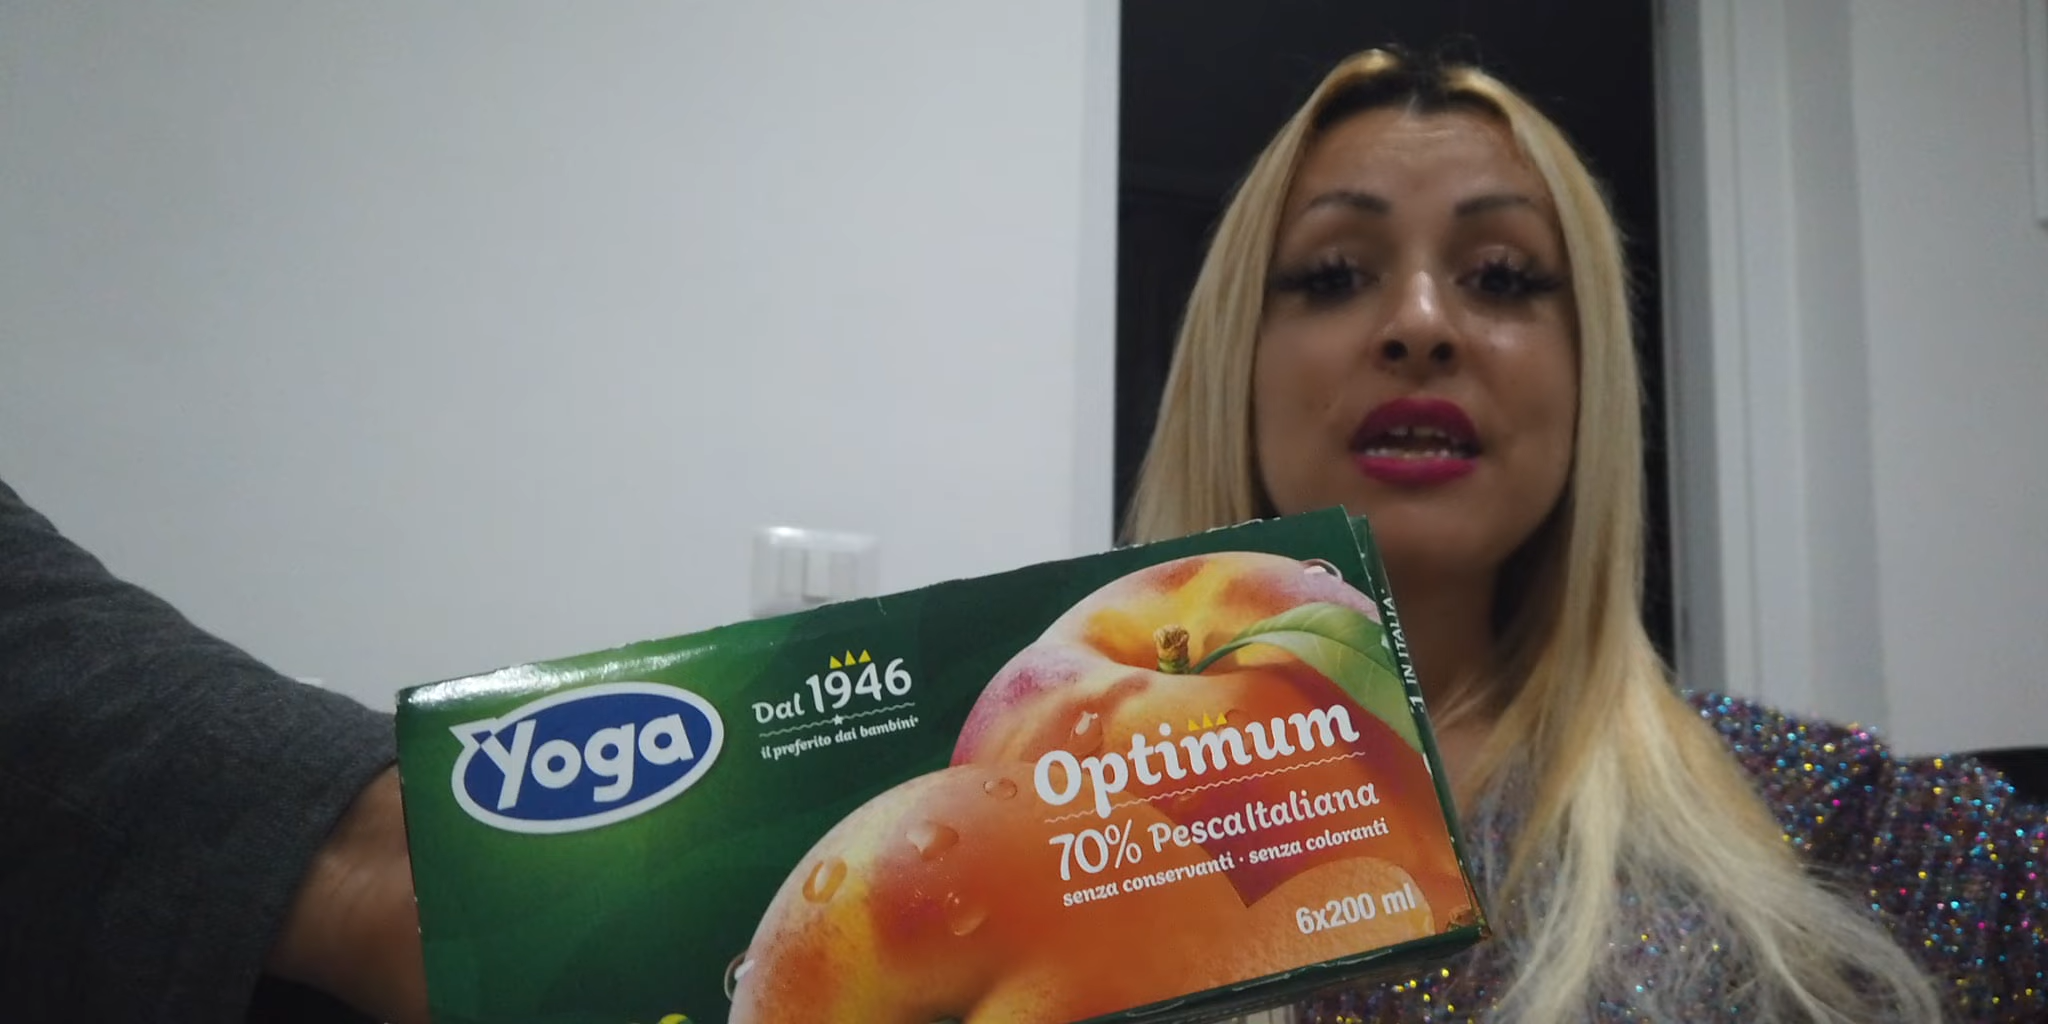 Yoga
Dal 1946
il preferito dai bambini*
Optimum
70% PescaItaliana
senza conservanti · senza coloranti
6x200 ml
IN ITALIA